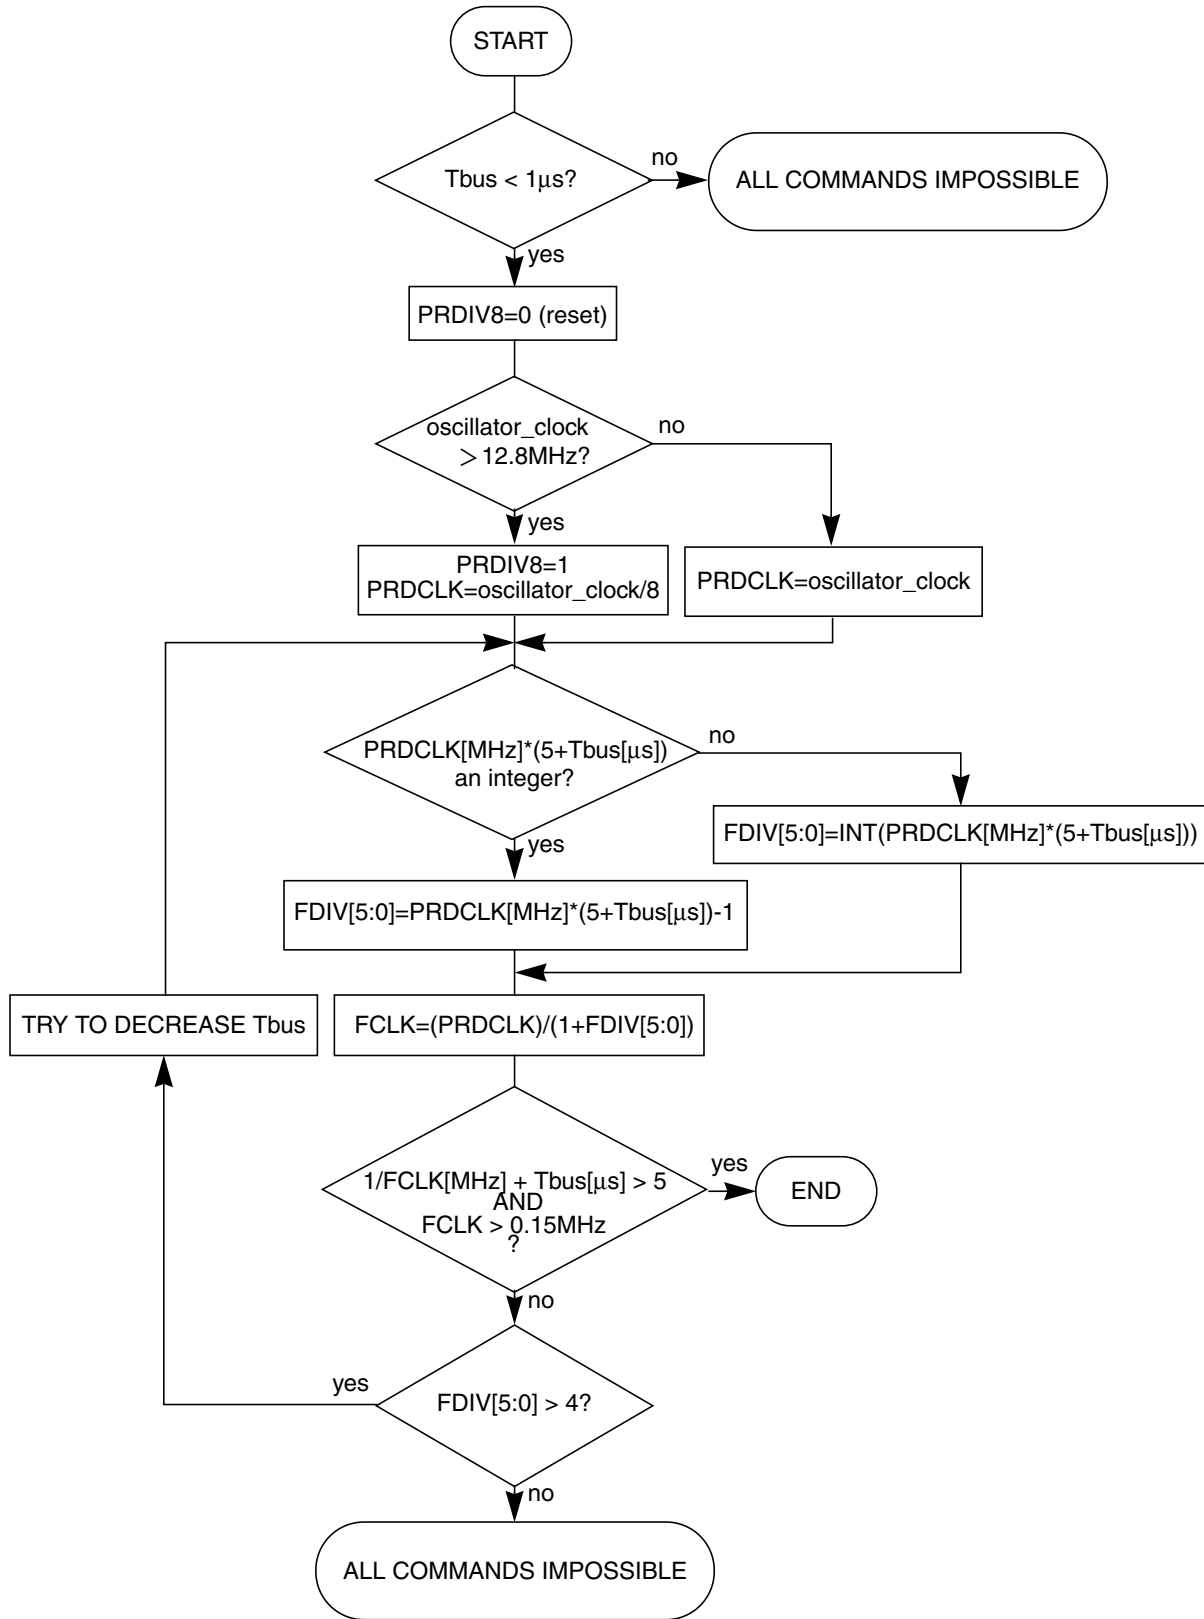 START
Tbus < 1μs?
no
ALL COMMANDS IMPOSSIBLE
yes
PRDIV8=0 (reset)
oscillator_clock
> 12.8MHz?
no
yes
PRDIV8=1
PRDCLK=oscillator_clock/8
PRDCLK=oscillator_clock
PRDCLK[MHz]*(5+Tbus[μs])
an integer?
no
yes
FDIV[5:0]=INT(PRDCLK[MHz]*(5+Tbus[μs]))
FDIV[5:0]=PRDCLK[MHz]*(5+Tbus[μs])-1
TRY TO DECREASE Tbus
FCLK=(PRDCLK)/(1+FDIV[5:0])
1/FCLK[MHz] + Tbus[μs] > 5
AND
FCLK > 0.15MHz
?
yes
END
no
yes
FDIV[5:0] > 4?
no
ALL COMMANDS IMPOSSIBLE